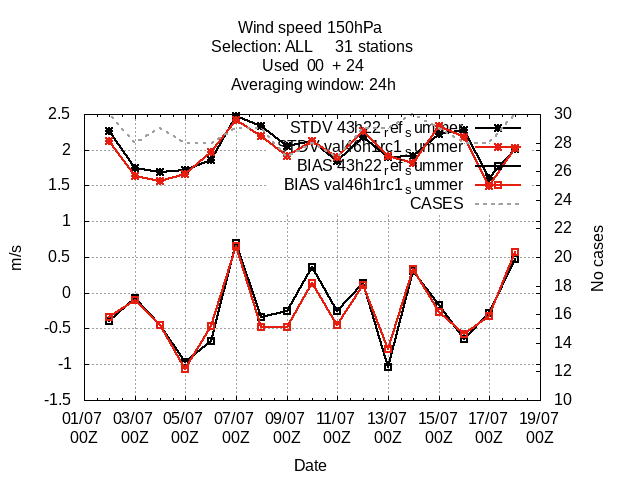 Wind speed 150hPa
Selection: ALL     31 stations
Used  00  + 24
Averaging window: 24h
2.5
2
1.5
1
0.5
0
-0.5
-1
-1.5
m/s
STDV 43h22refsummer
STDV val46h1rc1summer
BIAS 43h22refsummer
BIAS val46h1rc1summer
CASES
30
28
26
24
22
20
18
16
14
12
10
No cases
01/07 03/07 05/07 07/07 09/07 11/07 13/07 15/07 17/07 19/07
00Z 00Z 00Z 00Z 00Z 00Z 00Z 00Z 00Z 00Z
Date